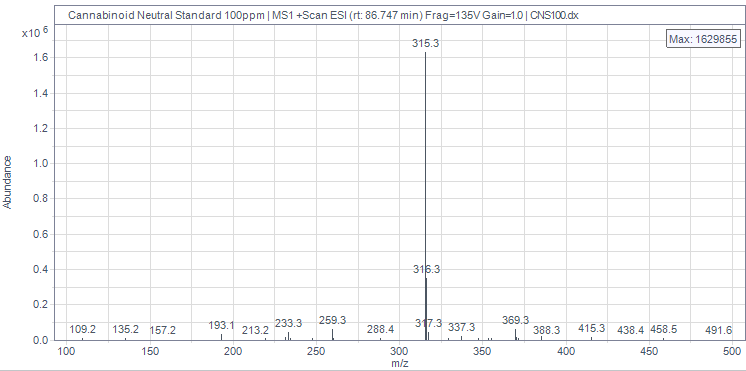 Cannabinoid Neutral Standard 100ppm | MS1 +Scan ESI (rt: 86.747 min) Frag=135V Gain=1.0 | CNS100.dx
x10 6
Max: 1629855
315.3
1.6
1.4
1.2
1.0
0.8
0.6
0.4
0.2
0.0
Abundance
316.3
109.2 135.2 157.2 193.1 213.2 233.3 259.3 288.4 317.3 337.3 369.3 388.3 415.3 438.4 458.5 491.6
100 150 200 250 300 350 400 450 500
m/z